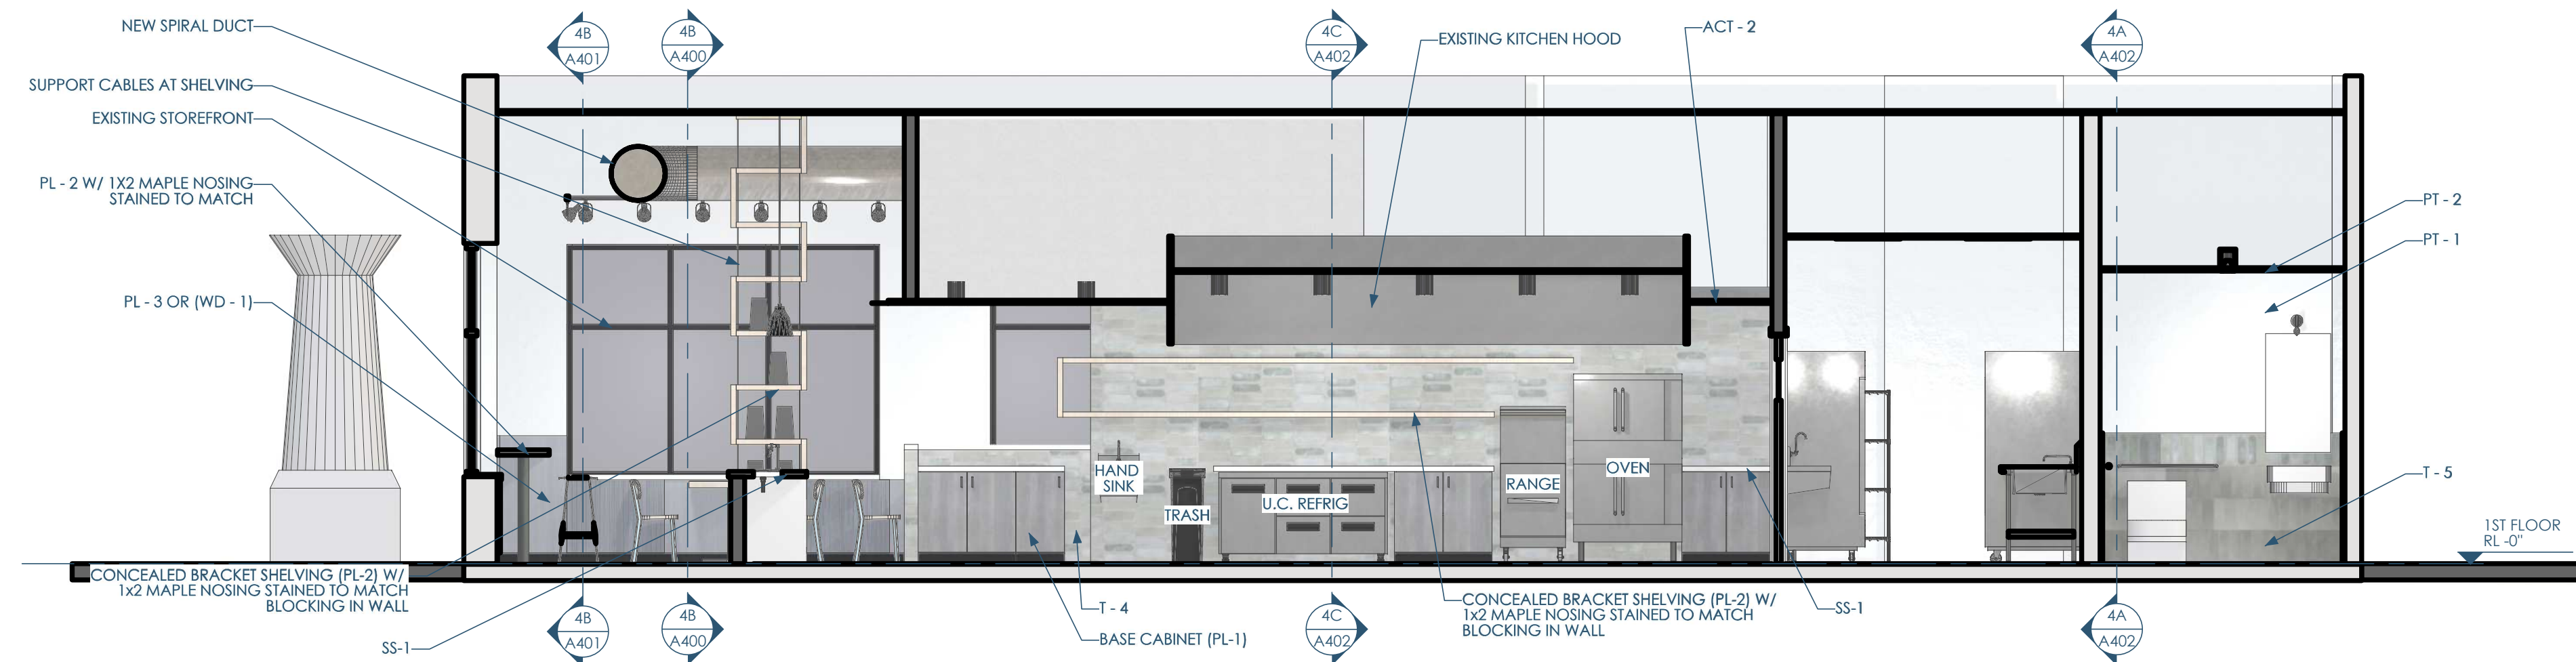 NEW SPIRAL DUCT
SUPPORT CABLES AT SHELVING
EXISTING STOREFRONT
PL - 2 W/ 1X2 MAPLE NOSING
STAINED TO MATCH
PL - 3 OR (WD - 1)
4B
A401
4B
A400
4C
A402
EXISTING KITCHEN HOOD
ACT - 2
4A
A402
PT - 2
PT - 1
T - 5
1ST FLOOR
RL -0"
HAND
SINK
TRASH
U.C. REFRIG
RANGE
OVEN
CONCEALED BRACKET SHELVING (PL-2) W/
1x2 MAPLE NOSING STAINED TO MATCH
BLOCKING IN WALL
SS-1
4B
A401
4B
A400
T - 4
BASE CABINET (PL-1)
4C
A402
CONCEALED BRACKET SHELVING (PL-2) W/
1x2 MAPLE NOSING STAINED TO MATCH
BLOCKING IN WALL
SS-1
4A
A402